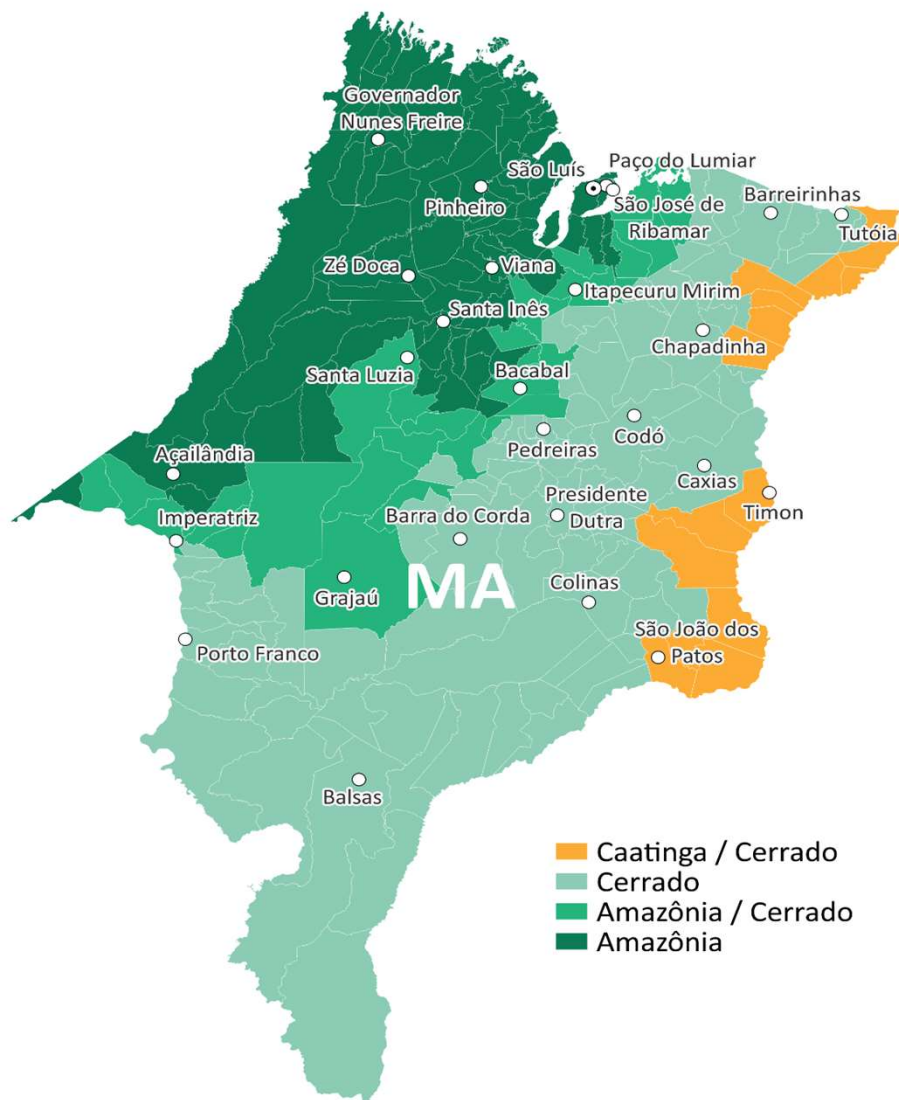 Governador
Nunes Freire
São Luís
Paço do Lumiar
Pinheiro
São José de
Ribamar
Barreirinhas
Tutóia
Zé Doca
Viana
Itapecuru Mirim
Santa Inês
Chapadinha
Santa Luzia
Bacabal
Pedreiras
Codó
Açailândia
Caxias
Imperatriz
Barra do Corda
Presidente
Dutra
Timon
MA
Grajaú
Colinas
São João dos
Patos
Porto Franco
Balsas
Caatinga / Cerrado
Cerrado
Amazônia / Cerrado
Amazônia